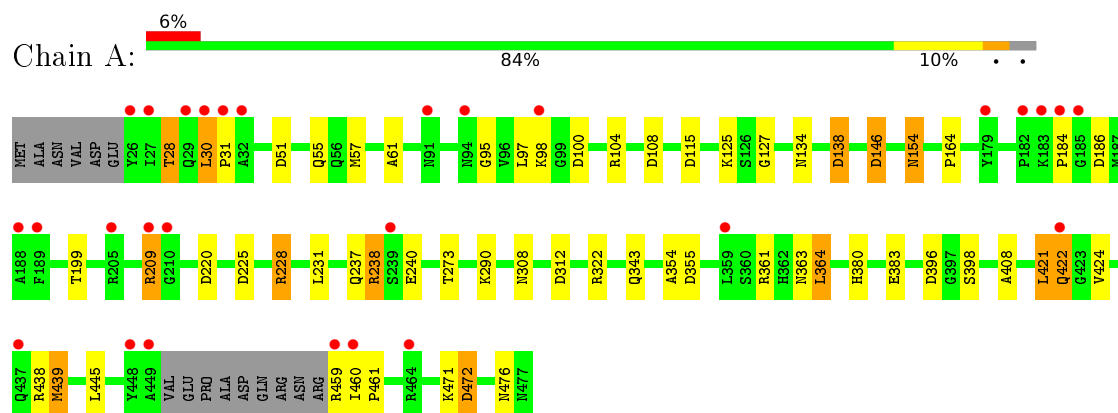 6%
Chain A:
84% 10% • •
MET ALA ASN VAL ASP GLU Y26 I27 T28 Q29 L30 P31 A32 D51 Q55 Q56 M57 A61 N91 N94 G95 V96 L97 K98 G99 D100 R104 D108 D115 K125 S126 G127 N134 D138 D146 N154 P164 Y179 P182 K183 P184 G185 D186 M187
A188 F189 T199 R205 R209 G210 D220 D225 R228 L231 Q237 R238 S239 E240 T273 K290 N308 D312 R322 Q343 A354 D355 L359 S360 R361 H362 N363 L364 H380 E383 D396 G397 S398 A408 L421 Q422 G423 V424
Q437 R438 M439 L445 Y448 A449 VAL GLU PRO ALA ASP GLN ARG ASN ARG R459 I460 P461 R464 K471 D472 N476 N477